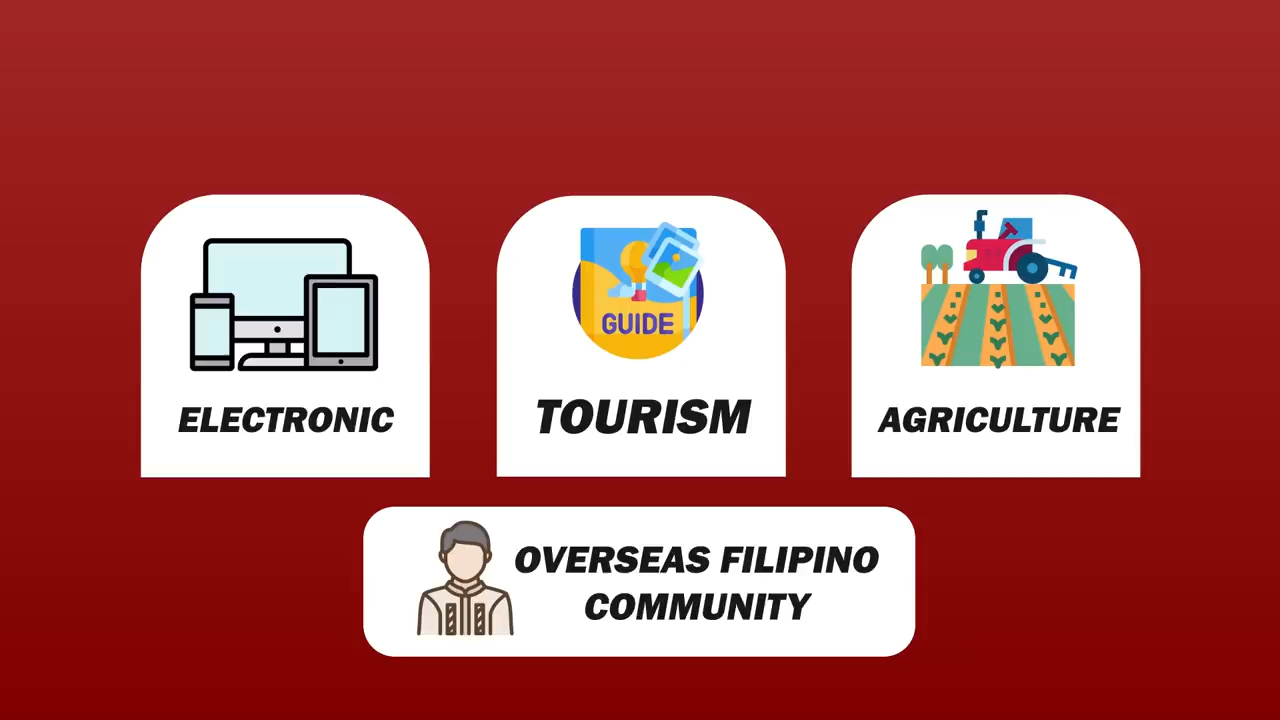 GUIDE
ELECTRONIC
TOURISM
AGRICULTURE
OVERSEAS FILIPINO
COMMUNITY